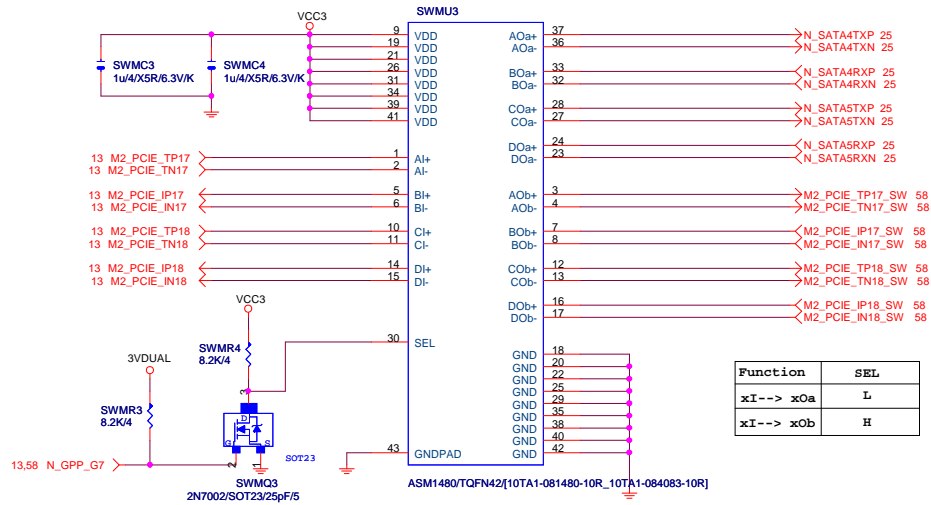 SWMU3
VCC3
9 VDD
19 VDD
21 VDD
26 VDD
31 VDD
34 VDD
39 VDD
41 VDD
SWMC3
1u/4/X5R/6.3V/K
SWMC4
1u/4/X5R/6.3V/K
AOa+ 37 N_SATA4TXP 25
AOa- 36 N_SATA4TXN 25
BOa+ 33 N_SATA4RXP 25
BOa- 32 N_SATA4RXN 25
COa+ 28 N_SATA5TXP 25
COa- 27 N_SATA5TXN 25
DOa+ 24 N_SATA5RXP 25
DOa- 23 N_SATA5RXN 25
13 M2_PCIE_TP17 1 AI+
13 M2_PCIE_TN17 2 AI-
13 M2_PCIE_IP17 5 BI+
13 M2_PCIE_IN17 6 BI-
13 M2_PCIE_TP18 10 CI+
13 M2_PCIE_TN18 11 CI-
13 M2_PCIE_IP18 14 DI+
13 M2_PCIE_IN18 15 DI-
AOb+ 3 M2_PCIE_TP17_SW 58
AOb- 4 M2_PCIE_TN17_SW 58
BOb+ 7 M2_PCIE_IP17_SW 58
BOb- 8 M2_PCIE_IN17_SW 58
COb+ 12 M2_PCIE_TP18_SW 58
COb- 13 M2_PCIE_TN18_SW 58
DOb+ 16 M2_PCIE_IP18_SW 58
DOb- 17 M2_PCIE_IN18_SW 58
VCC3
30 SEL
SWMR4
8.2K/4
3VDUAL
SWMR3
8.2K/4
3
D
G S
2 1
SOT23
13,58 N_GPP_G7
SWMQ3
2N7002/SOT23/25pF/5
43 GNDPAD
GND 18
GND 20
GND 22
GND 25
GND 29
GND 35
GND 38
GND 40
GND 42
ASM1480/TQFN42/[10TA1-081480-10R_10TA1-084083-10R]
Function SEL
xI--> xOa L
xI--> xOb H